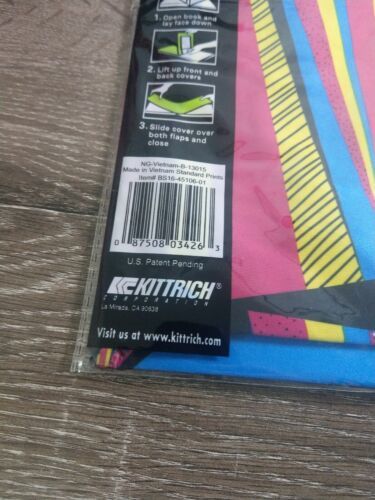 1. Open book and
lay face down
2. Lift up front and
back covers
3. Slide cover over
both flaps and
close
NG-Vietnam-B-13015
Made in Vietnam Standard Prints
Item# BS16-45106-01
0 87508 03426 3
U.S. Patent Pending
KITTRICH®
CORPORATION
La Mirada, CA 90638
Visit us at www.kittrich.com